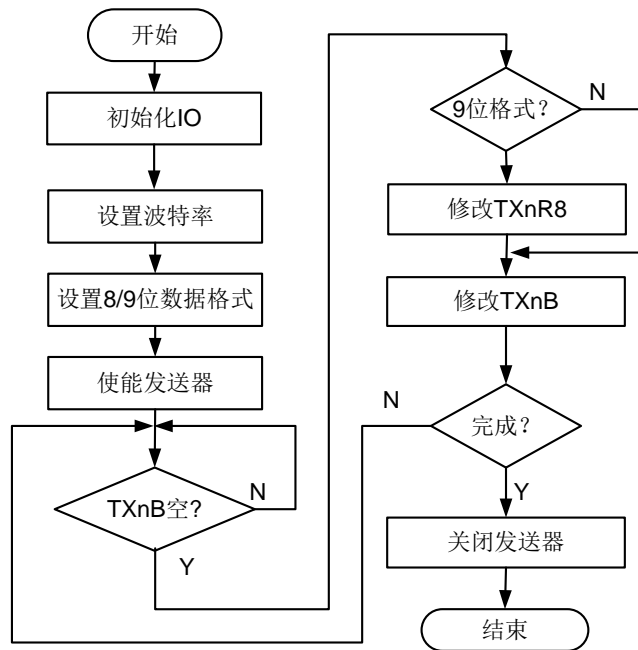 开始
初始化IO
设置波特率
设置8/9位数据格式
使能发送器
TXnB空?
N
Y
9位格式？
N
修改TXnR8
修改TXnB
完成？
N
Y
关闭发送器
结束